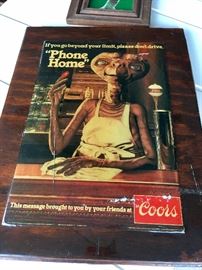 If you go beyond your limit, please don't drive.
"Phone
Home"
This message brought to you by your friends at Coors